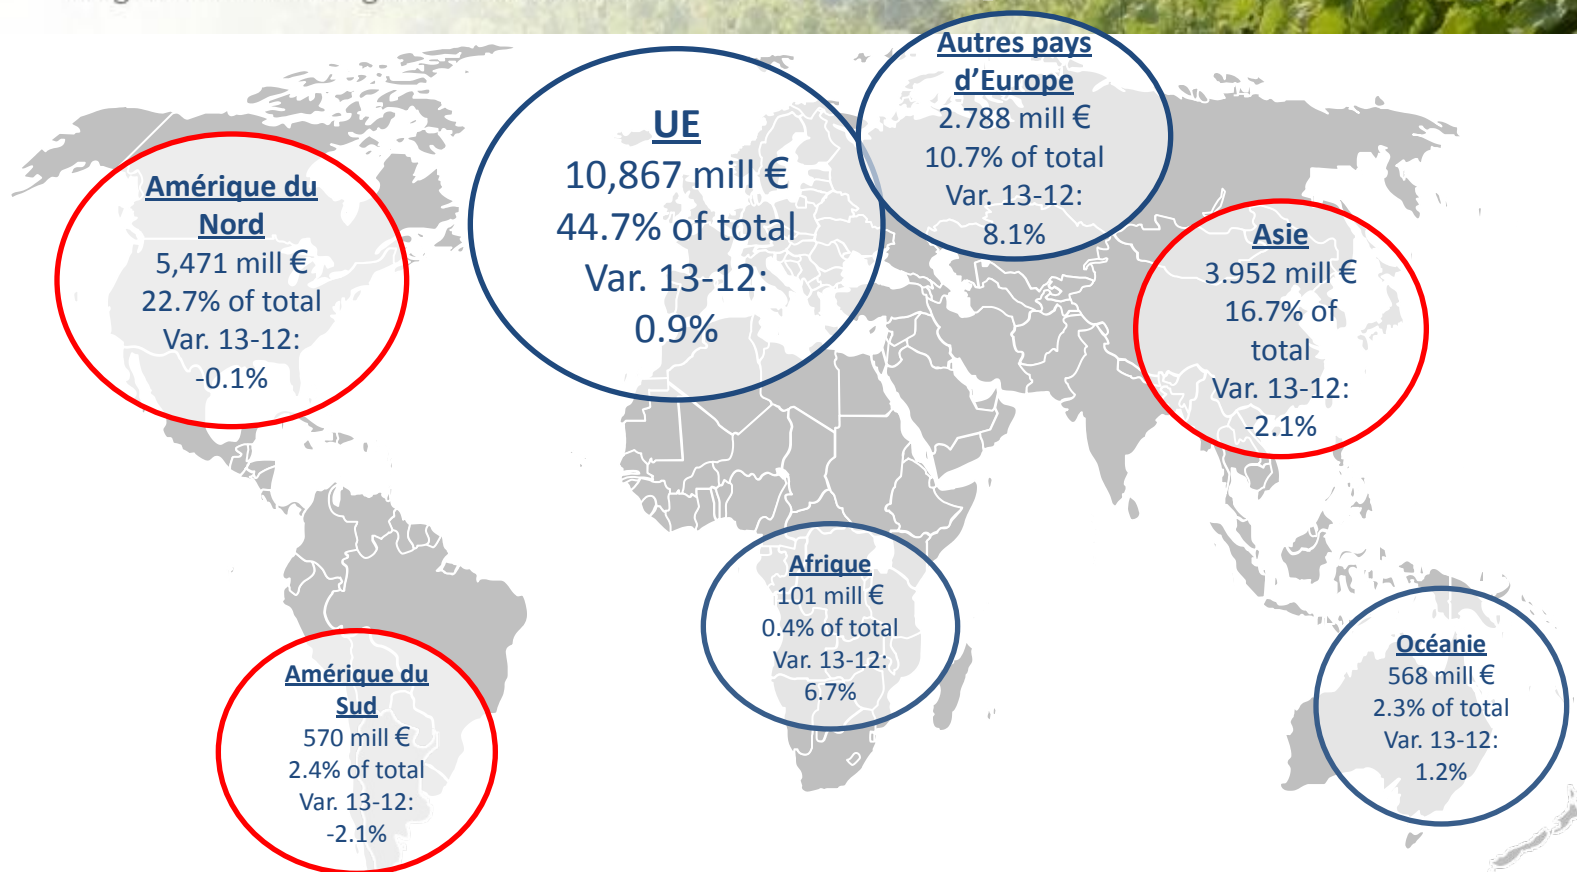 Autres pays
d'Europe
2.788 mill €
10.7% of total
Var. 13-12:
8.1%
UE
10,867 mill €
44.7% of total
Var. 13-12:
0.9%
Amérique du
Nord
5,471 mill €
22.7% of total
Var. 13-12:
-0.1%
Asie
3.952 mill €
16.7% of
total
Var. 13-12:
-2.1%
Afrique
101 mill €
0.4% of total
Var. 13-12:
6.7%
Océanie
568 mill €
2.3% of total
Var. 13-12:
1.2%
Amérique du
Sud
570 mill €
2.4% of total
Var. 13-12:
-2.1%